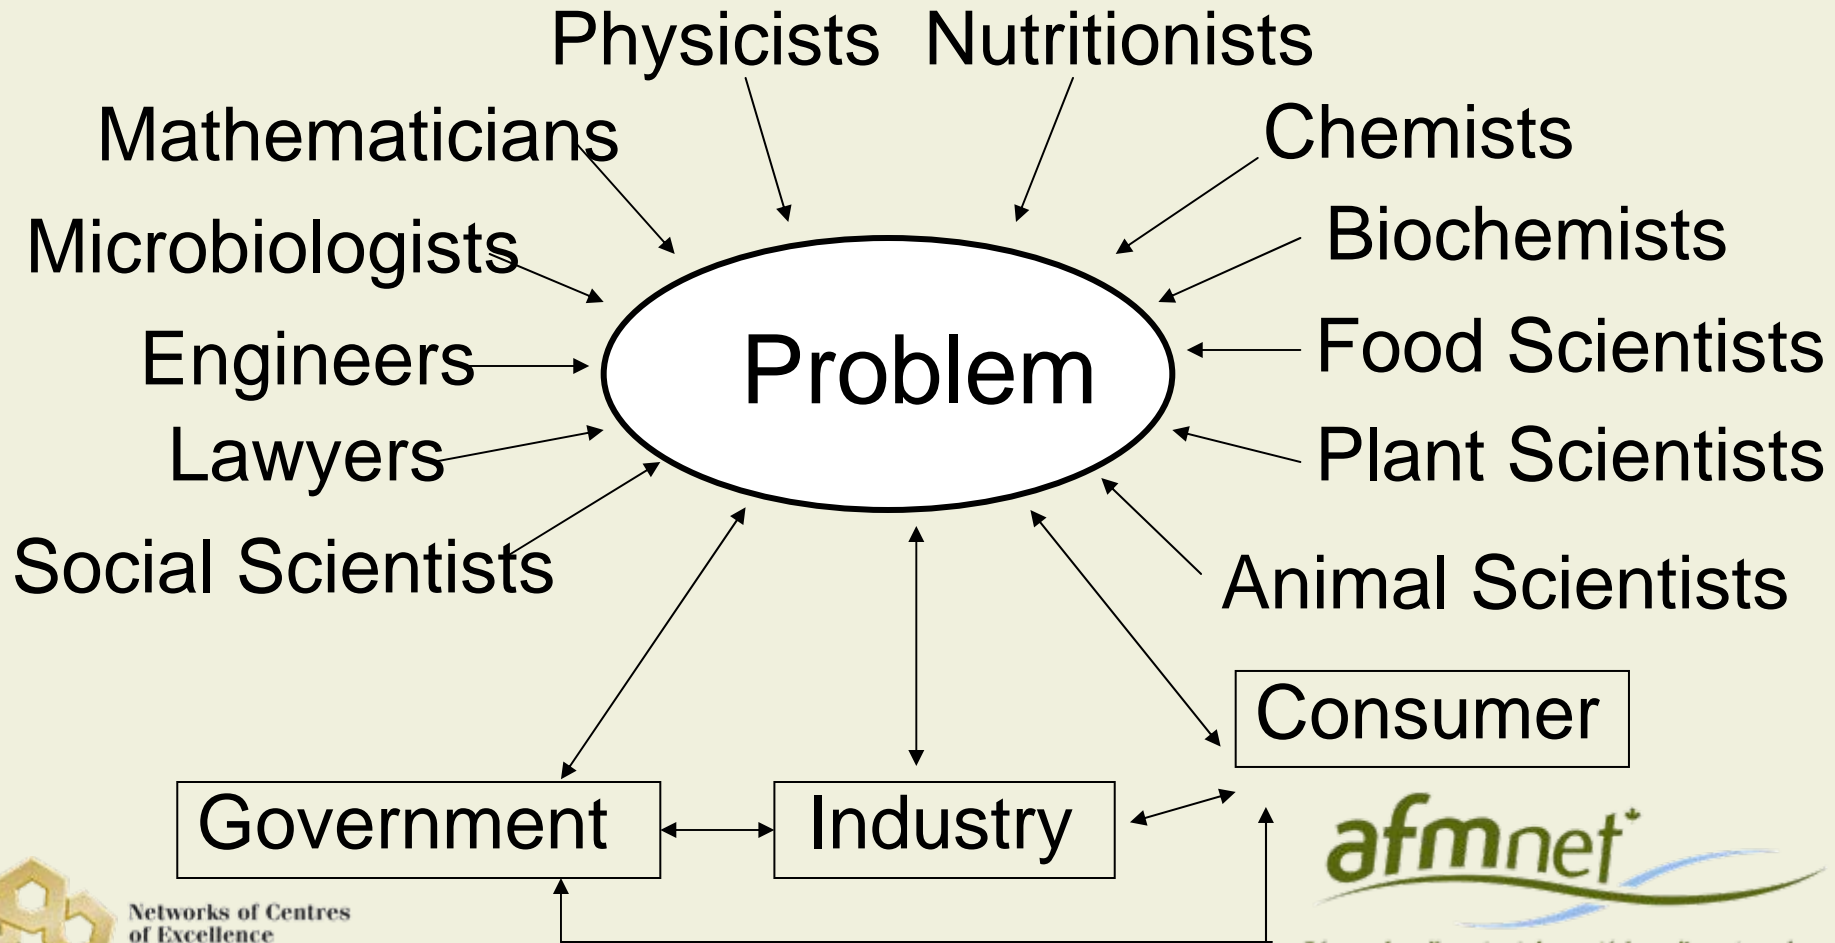 Physicists Nutritionists
Mathematicians
Chemists
Microbiologists
Biochemists
Engineers
Problem
Food Scientists
Lawyers
Plant Scientists
Social Scientists
Animal Scientists
Consumer
Government
Industry
afmnet
Networks of Centres
of Excellence